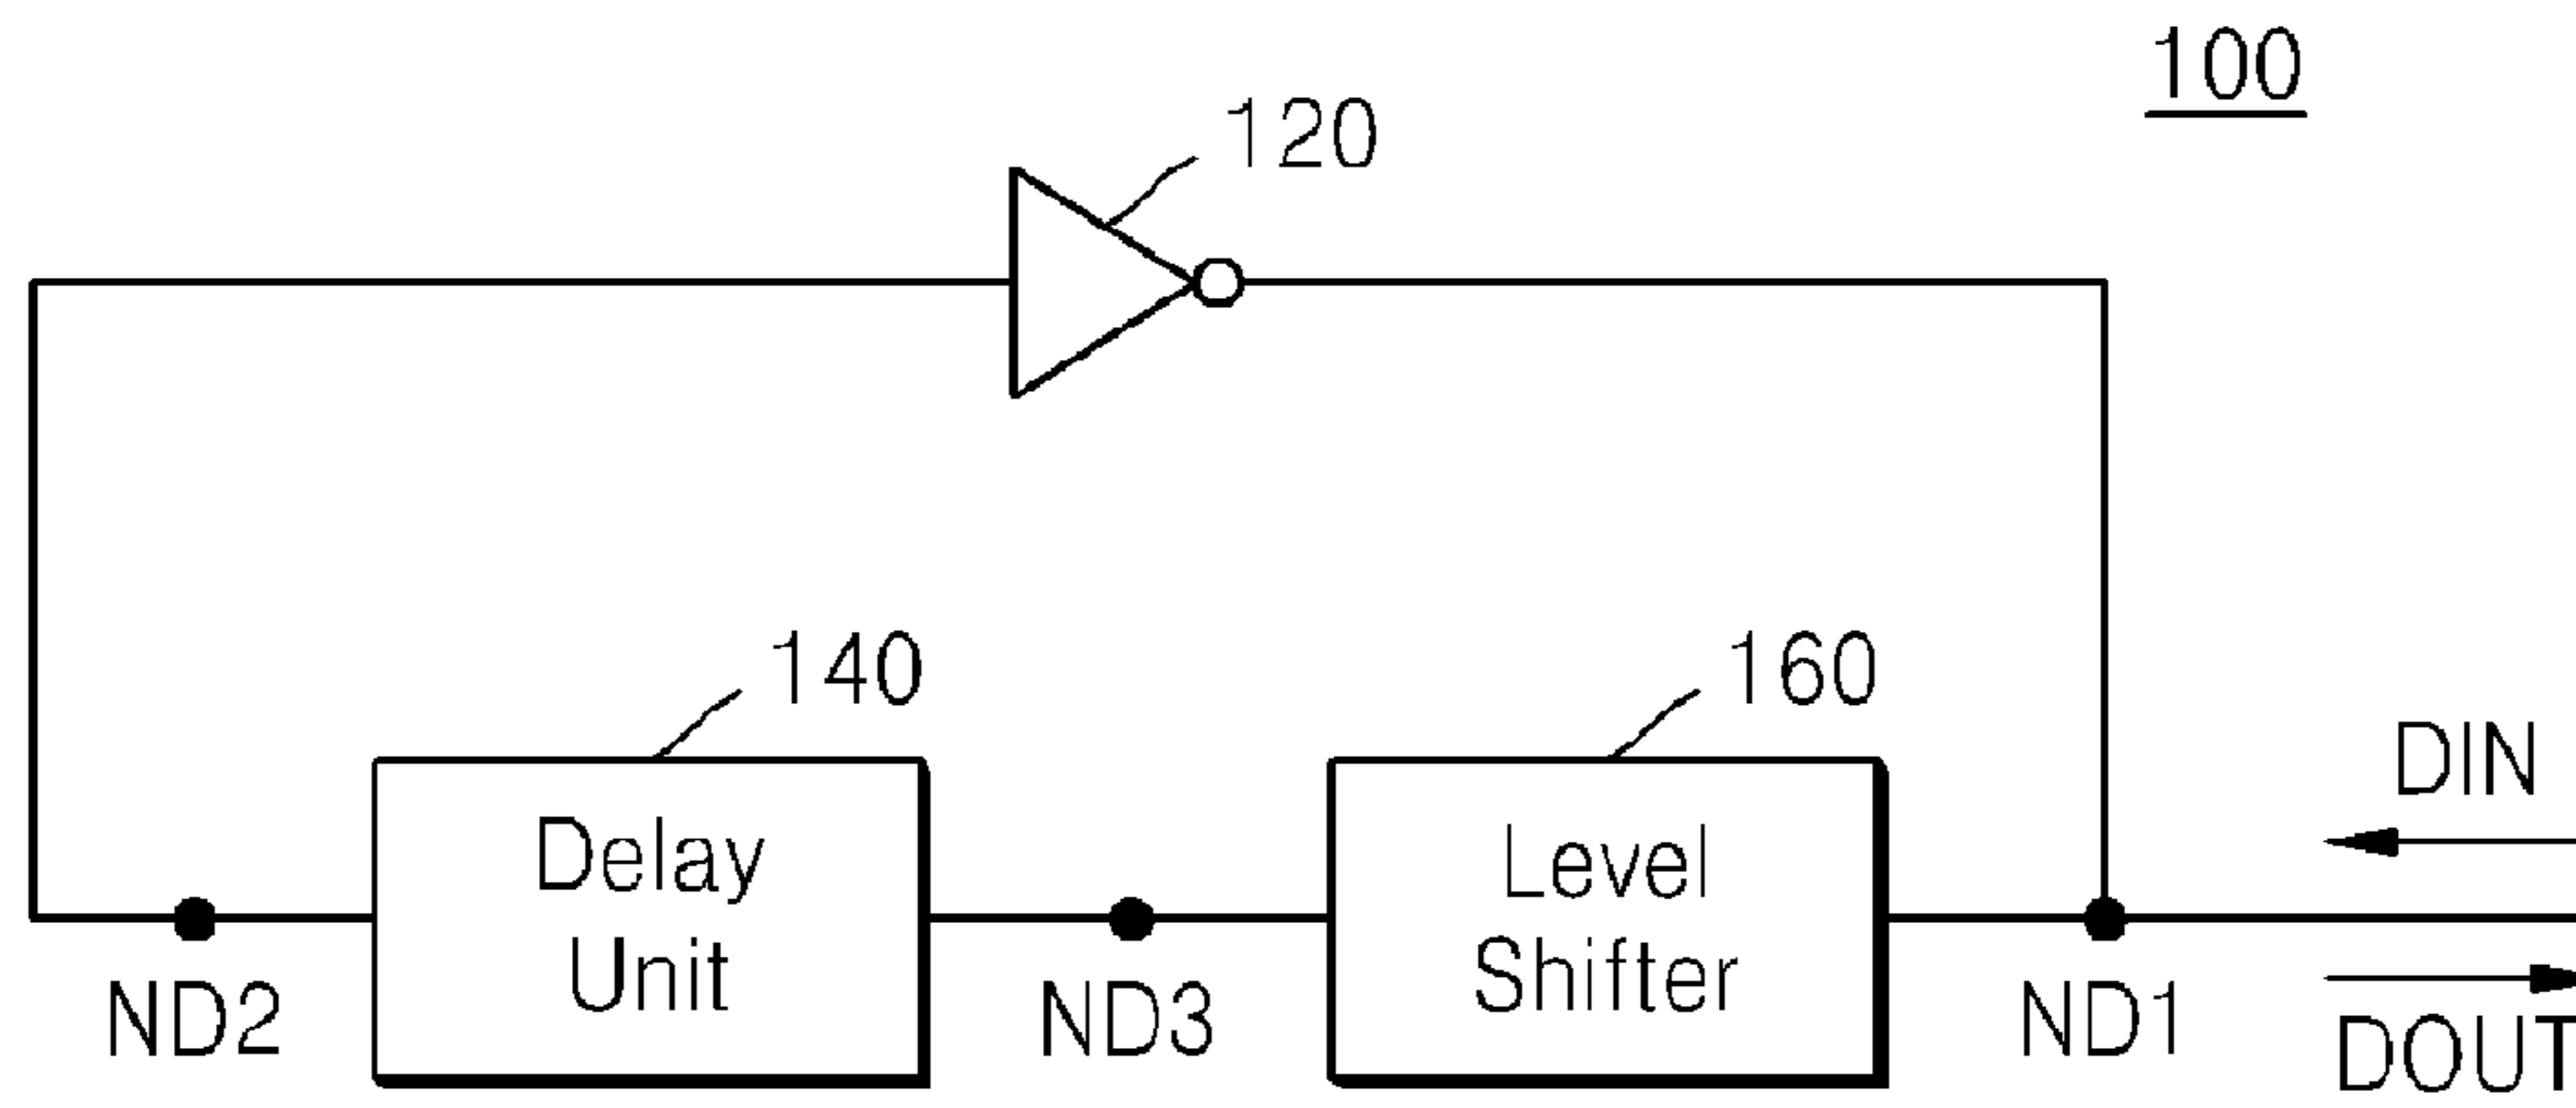 100
120
140
160
DIN
Delay
Unit
Level
Shifter
ND2
ND3
ND1
DOUT